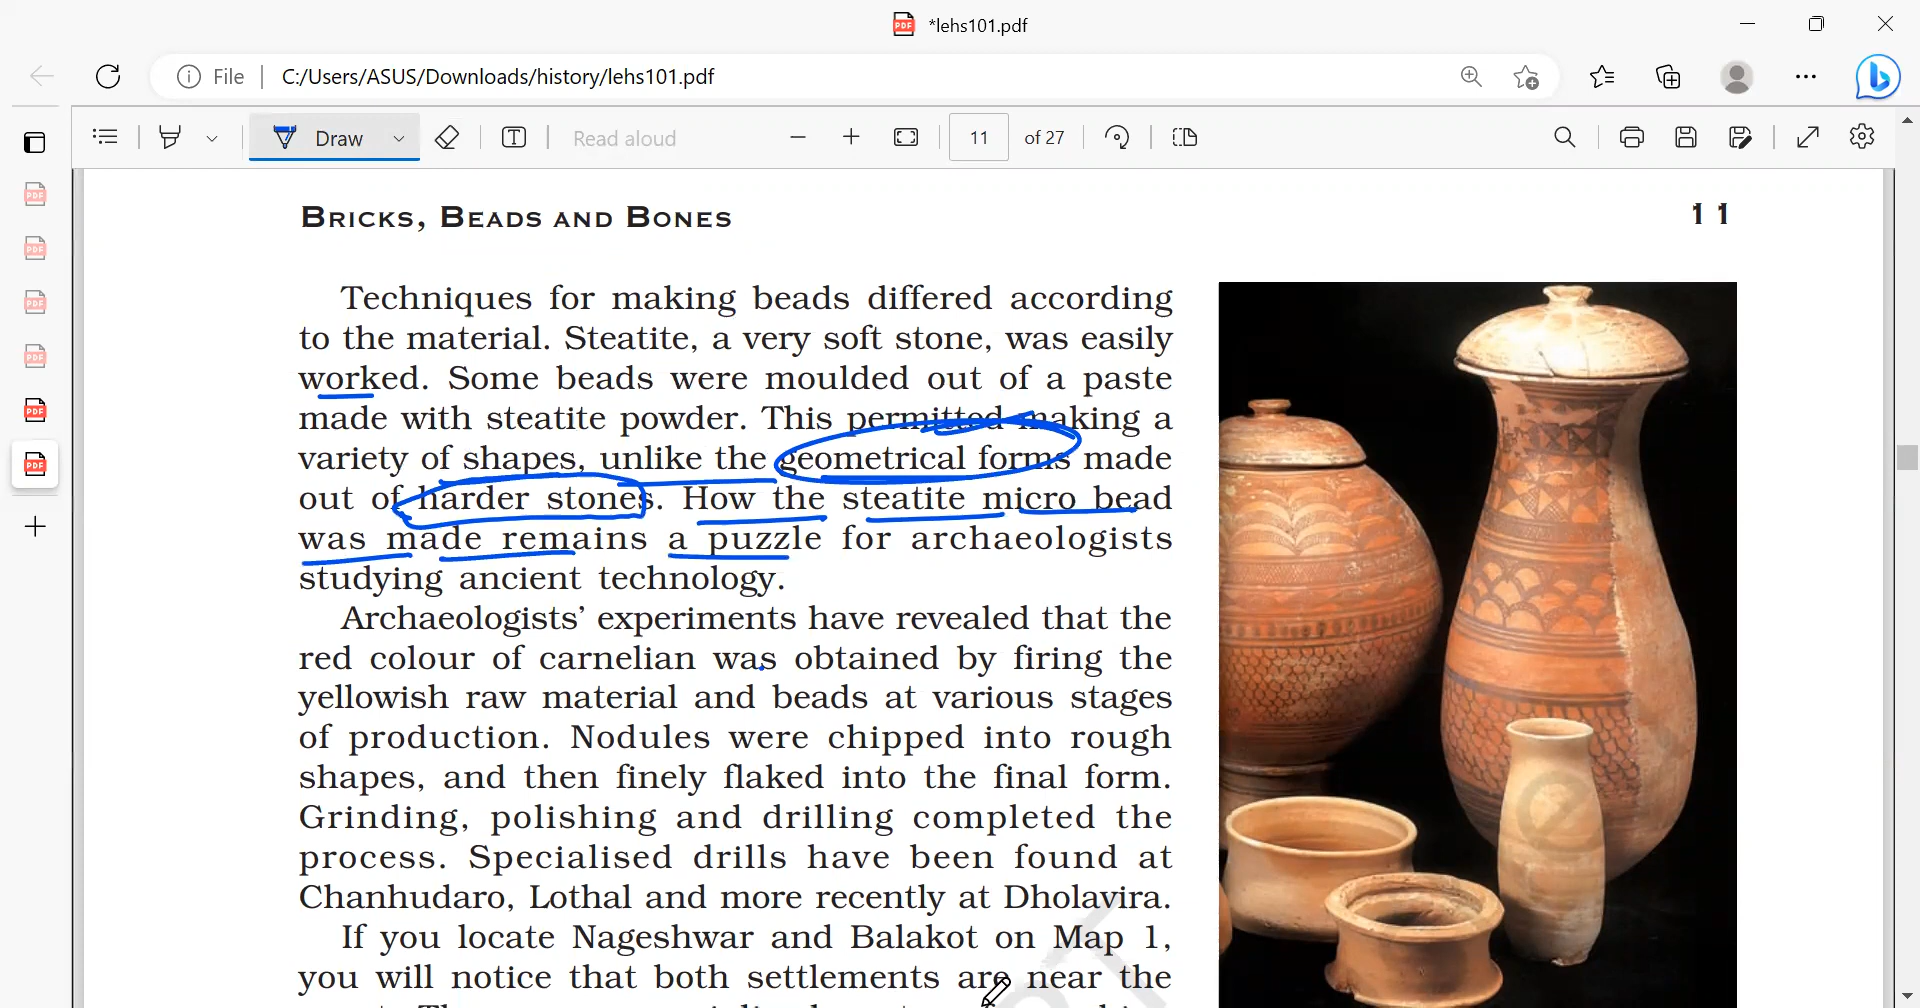 *lehs101.pdf
File
C:/Users/ASUS/Downloads/history/lehs101.pdf
Draw
Read aloud
11
of 27
BRICKS, BEADS AND BONES
11
Techniques for making beads differed according
to the material. Steatite, a very soft stone, was easily
worked. Some beads were moulded out of a paste
made with steatite powder. This permitted making a
variety of shapes, unlike the geometrical forms made
out of harder stones. How the steatite micro bead
was made remains a puzzle for archaeologists
studying ancient technology.
Archaeologists’ experiments have revealed that the
red colour of carnelian was obtained by firing the
yellowish raw material and beads at various stages
of production. Nodules were chipped into rough
shapes, and then finely flaked into the final form.
Grinding, polishing and drilling completed the
process. Specialised drills have been found at
Chanhudaro, Lothal and more recently at Dholavira.
If you locate Nageshwar and Balakot on Map 1,
you will notice that both settlements are near the